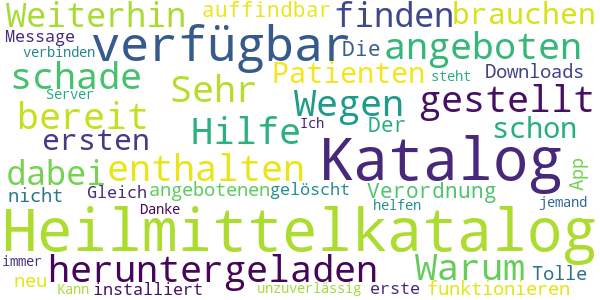 Weiterhin auffindbar finden brauchen
Message verfügbar Die angeboten
verbinden
schade Sehr Patienten steht Downloads
Server
bereit Wegen gestellt
ersten Hilfe Ich Der schon
dabei enthalten Katalog App
nicht Gleich angebotenen gelöscht Verordnung
Danke helfen jemand
Heilmittelkatalog
immer heruntergeladen Warum Tolle
neu Kann installiert unzuverlässig erste funktionieren